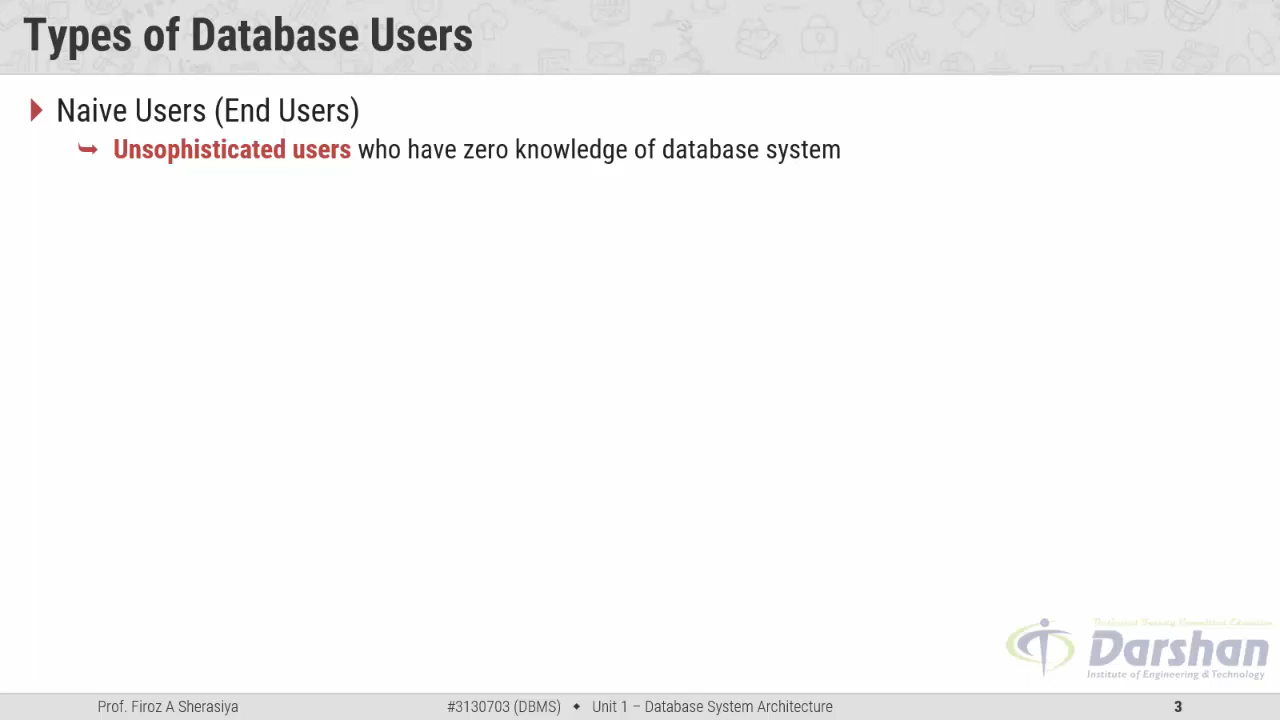 Types of Database Users
Naive Users (End Users)
Unsophisticated users who have zero knowledge of database system
Darshan
Institute of Engineering & Technology
Prof. Firoz A Sherasiya
#3130703 (DBMS) ◆ Unit 1 – Database System Architecture
3